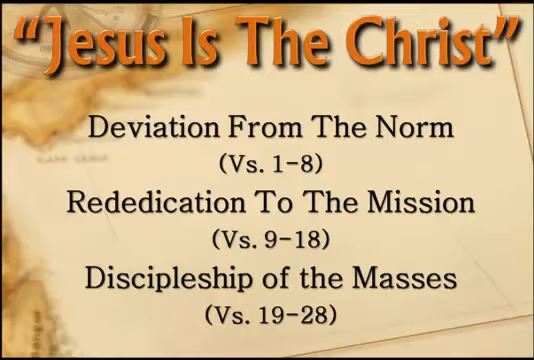 “Jesus Is The Christ”
Deviation From The Norm
(Vs. 1-8)
Rededication To The Mission
(Vs. 9-18)
Discipleship of the Masses
(Vs. 19-28)